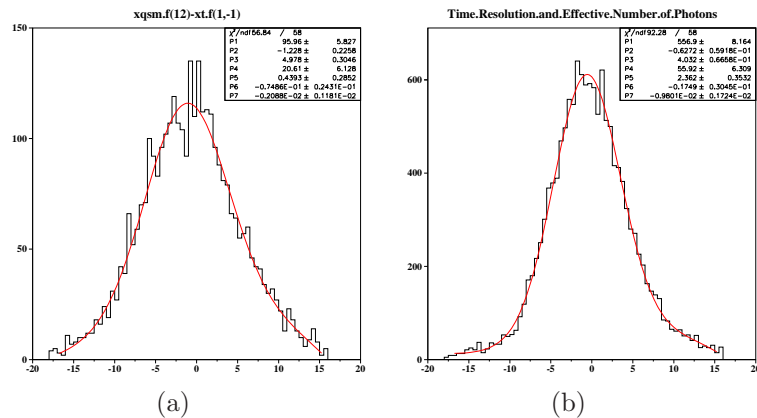 xqsm.f(12)-xt.f(1,-1)
χ²/ndf56.84 / 58
P1 95.96 ± 5.827
P2 -1.228 ± 0.2258
P3 4.978 ± 0.3046
P4 20.61 ± 6.128
P5 0.4393 ± 0.2852
P6 -0.7486E-01 ± 0.2431E-01
P7 -0.2088E-02 ± 0.1181E-02
150
100
50
0
-20 -15 -10 -5 0 5 10 15 20
(a)
Time.Resolution.and.Effective.Number.of.Photons
χ²/ndf92.28 / 58
P1 556.9 ± 8.164
P2 -0.6272 ± 0.5918E-01
P3 4.032 ± 0.6658E-01
P4 55.92 ± 6.309
P5 2.362 ± 0.3532
P6 -0.1749 ± 0.3045E-01
P7 -0.9801E-02 ± 0.1724E-02
600
400
200
0
-20 -15 -10 -5 0 5 10 15 20
(b)